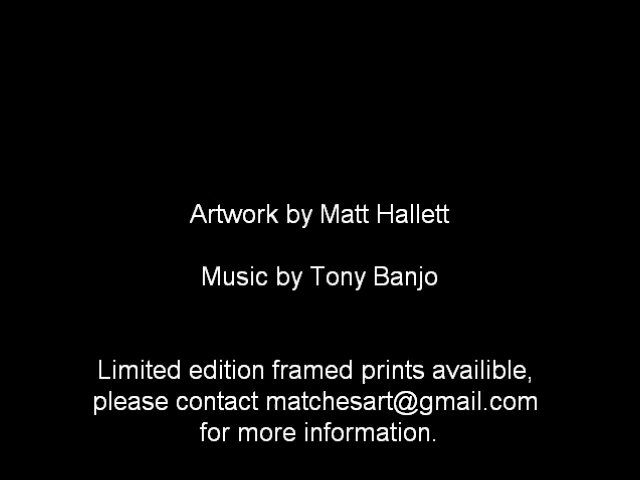 Artwork by Matt Hallett
Music by Tony Banjo
Limited edition framed prints availible,
please contact matchesart@gmail.com
for more information.